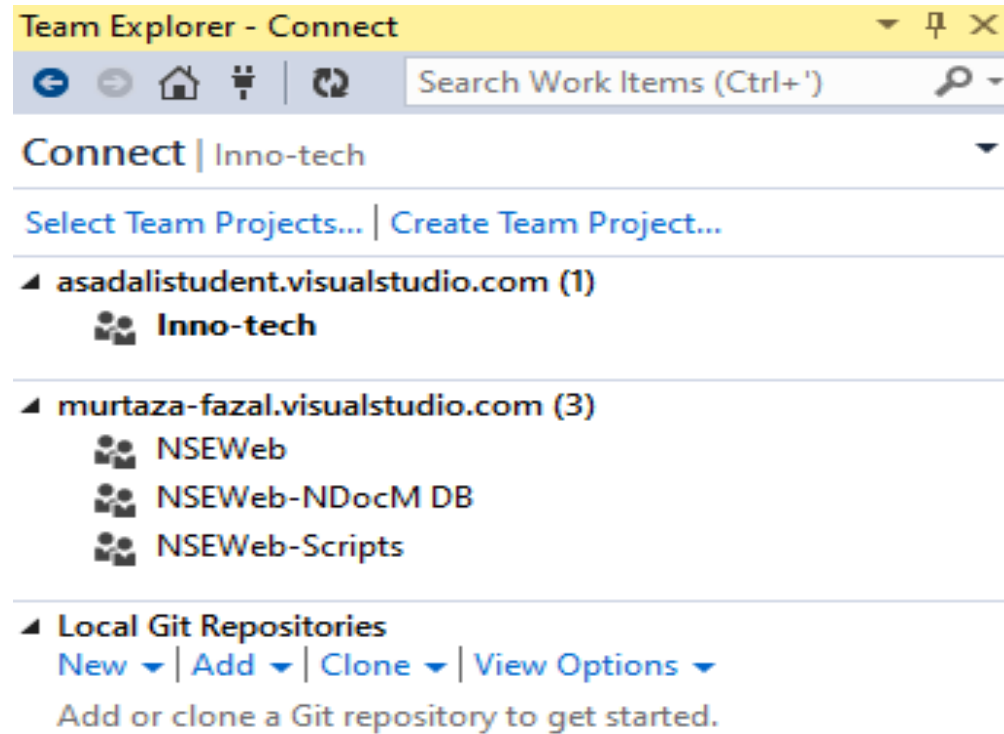 Team Explorer - Connect
Search Work Items (Ctrl+')
Connect | Inno-tech
Select Team Projects... | Create Team Project...
asadalistudent.visualstudio.com (1)
Inno-tech
murtaza-fazal.visualstudio.com (3)
NSEWeb
NSEWeb-NDocM DB
NSEWeb-Scripts
Local Git Repositories
New | Add | Clone | View Options
Add or clone a Git repository to get started.